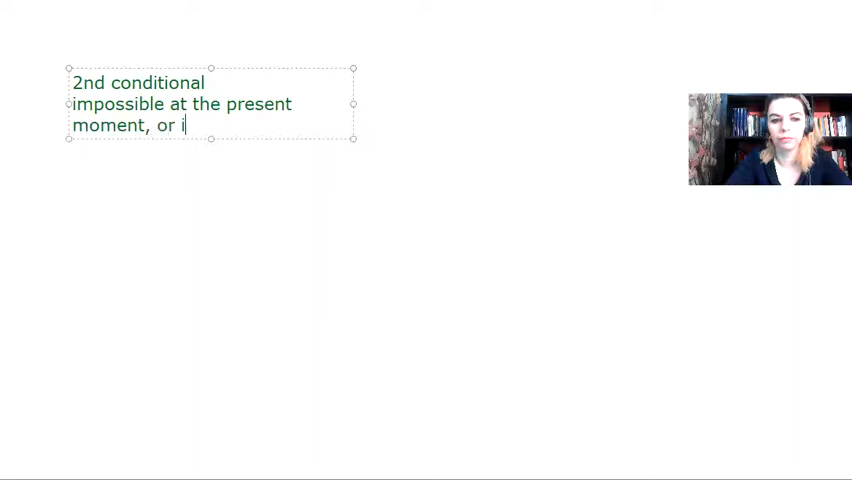 2nd conditional
impossible at the present
moment, or i